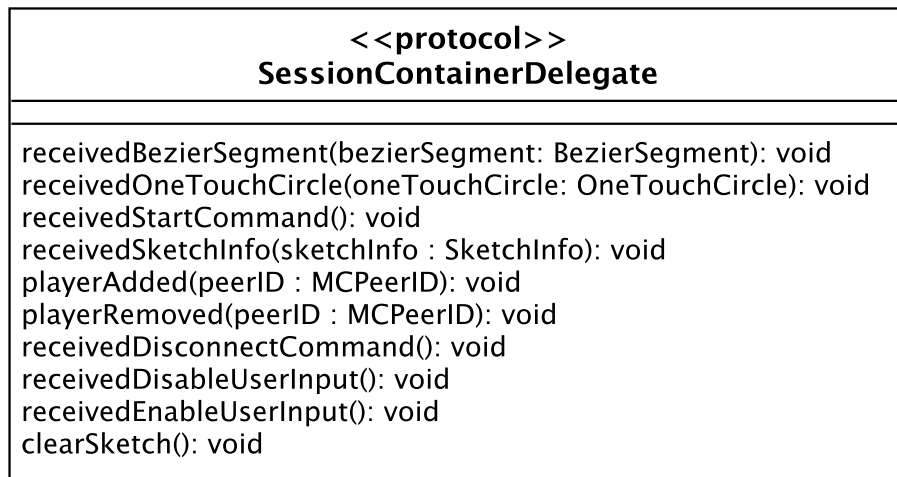 <<protocol>>
SessionContainerDelegate
receivedBezierSegment(bezierSegment: BezierSegment): void
receivedOneTouchCircle(oneTouchCircle: OneTouchCircle): void
receivedStartCommand(): void
receivedSketchInfo(sketchInfo : SketchInfo): void
playerAdded(peerID : MCPeerID): void
playerRemoved(peerID : MCPeerID): void
receivedDisconnectCommand(): void
receivedDisableUserInput(): void
receivedEnableUserInput(): void
clearSketch(): void